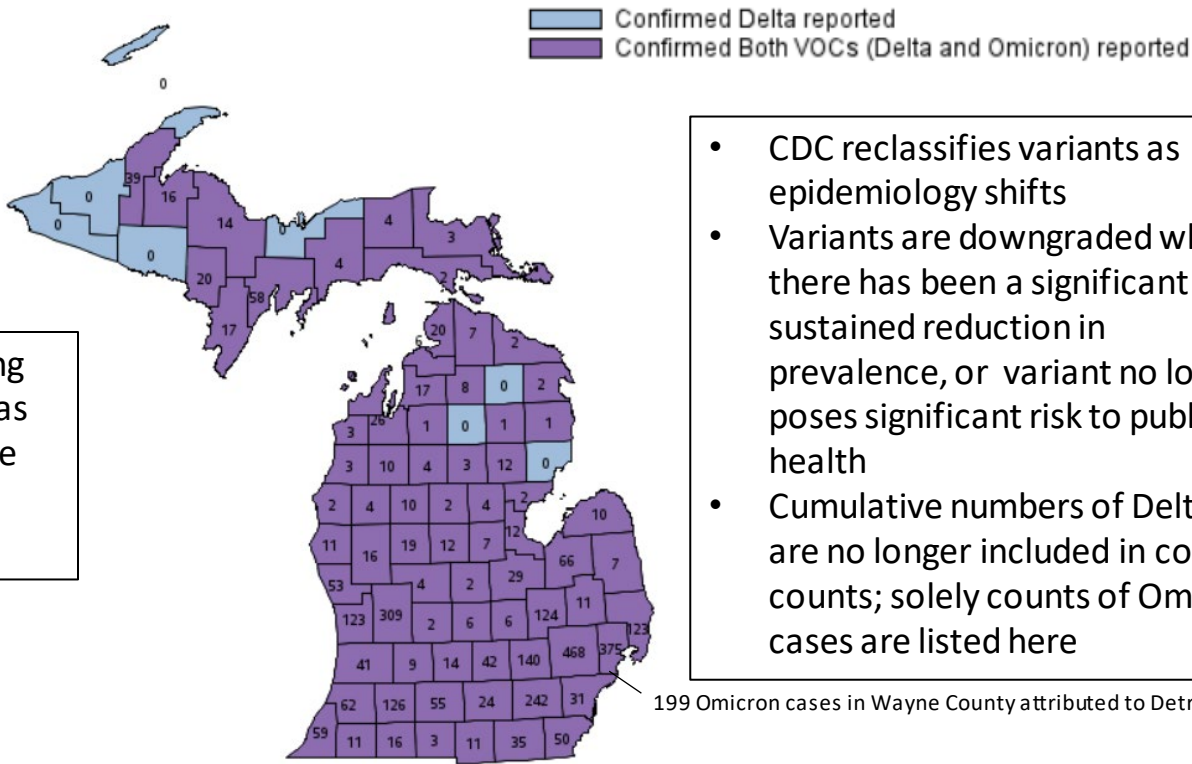 Confirmed Delta reported
Confirmed Both VOCs (Delta and Omicron) reported
0
39
0 16
0 14 0 4
0 4 3
20 2
58
17
20 7 2
6
17 8 0 2
26
3 1 0 1 1
3 10 4 3 12 0
2 4 10 2 4 2
10
11 16 19 12 7 12
66 7
53 4 2 29
123 309 2 6 6 124 11
123
41 9 14 42 140 468 375
62 126 55 24 242 31
59 11 16 3 11 35 50
ng
as
e
• CDC reclassifies variants as
epidemiology shifts
• Variants are downgraded wh
there has been a significant
sustained reduction in
prevalence, or variant no lo
poses significant risk to publ
health
• Cumulative numbers of Delt
are no longer included in co
counts; solely counts of Om
cases are listed here
199 Omicron cases in Wayne County attributed to Detr